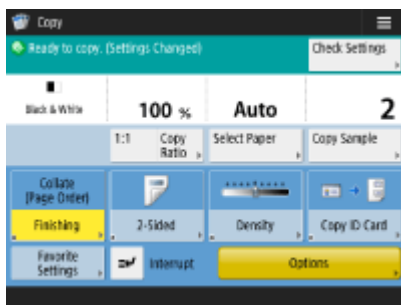 Copy
Ready to copy. (Settings Changed)
Check Settings
Black & White
100 %
Auto
2
1:1
Copy
Ratio
Select Paper
Copy Sample
Collate
(Page Order)
Finishing
2-Sided
Density
Copy ID Card
Favorite
Settings
Interrupt
Options